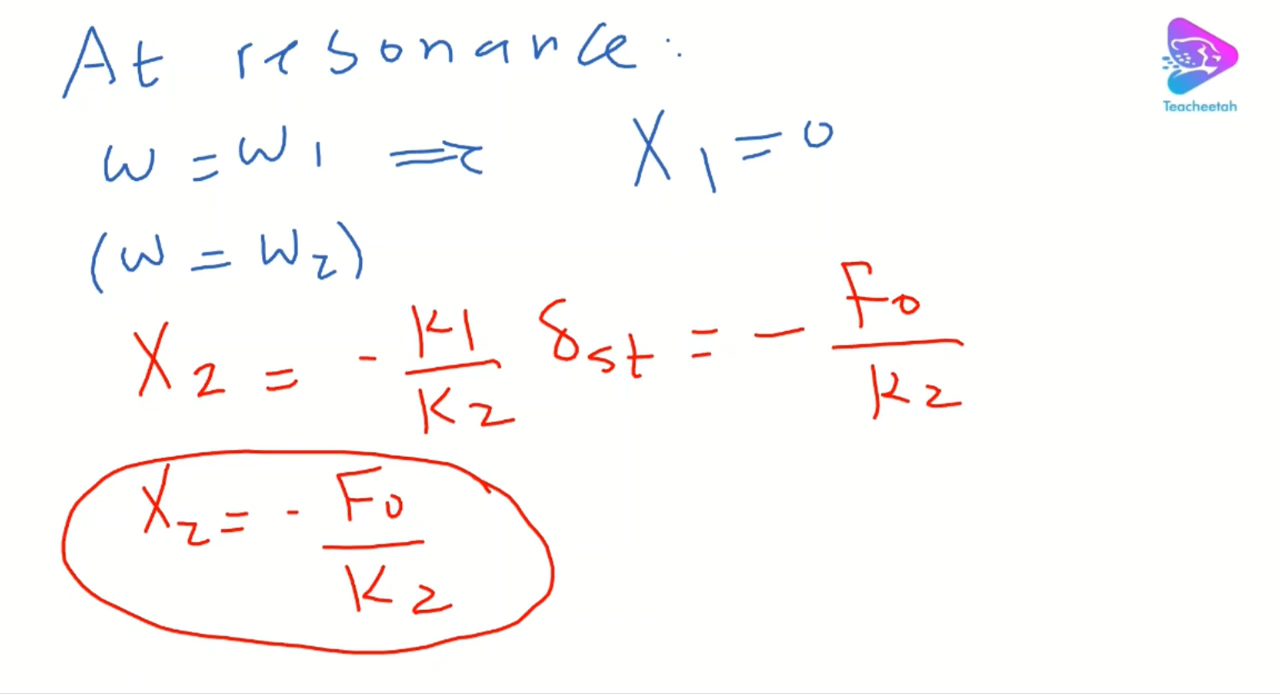 At resonance:
Teacheetah
w = w1 ⇒ X1 = 0
(w = w2)
X2 = - K1/K2 δst = - F0/K2
X2 = - F0/K2